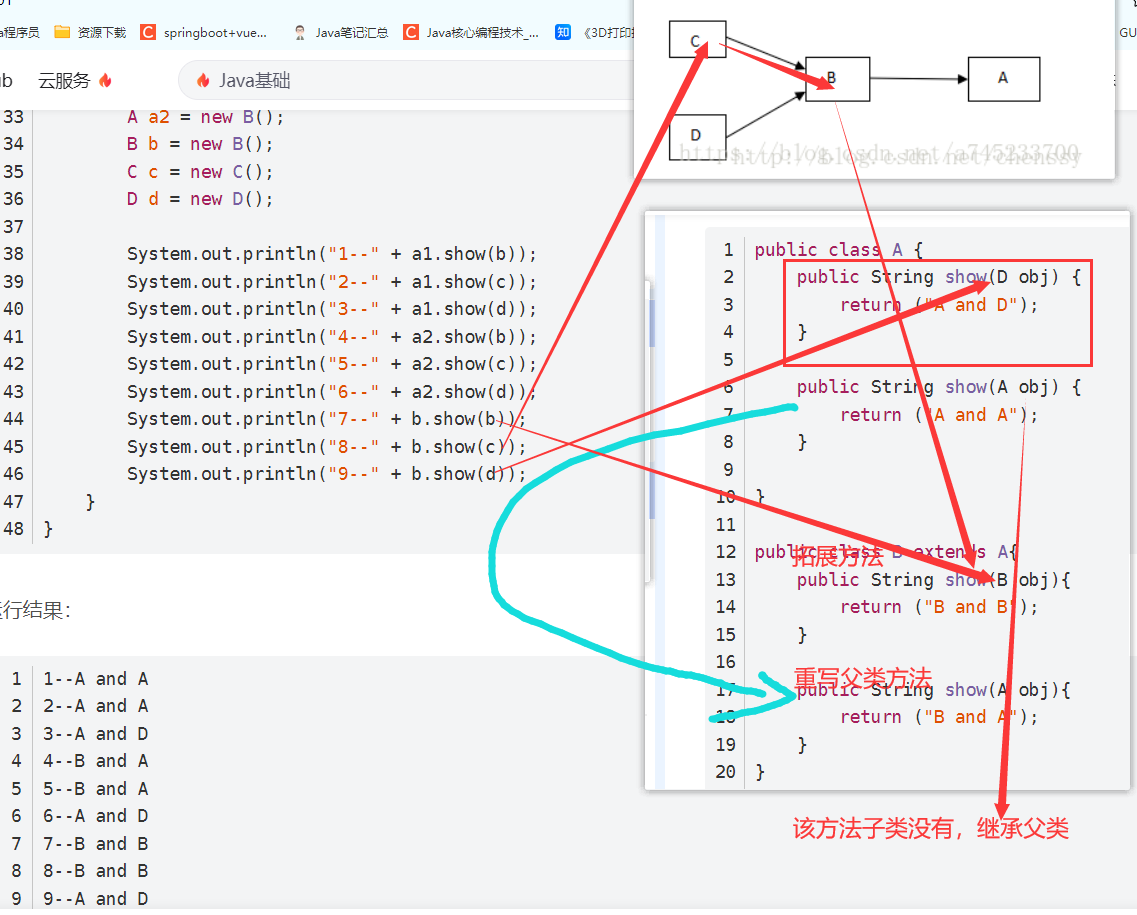 程序员 资源下载 springboot+vue... Java笔记汇总 Java核心编程技术_... 知 《3D打印 GU
云服务 Java基础
33 A a2 = new B();
34 B b = new B();
35 C c = new C();
36 D d = new D();
37
38 System.out.println("1--" + a1.show(b));
39 System.out.println("2--" + a1.show(c));
40 System.out.println("3--" + a1.show(d));
41 System.out.println("4--" + a2.show(b));
42 System.out.println("5--" + a2.show(c));
43 System.out.println("6--" + a2.show(d));
44 System.out.println("7--" + b.show(b));
45 System.out.println("8--" + b.show(c));
46 System.out.println("9--" + b.show(d));
47 }
48 }
行结果：
1 1--A and A
2 2--A and A
3 3--A and D
4 4--B and A
5 5--B and A
6 6--A and D
7 7--B and B
8 8--B and B
9 9--A and D
C
B
A
D
https://blog.csdn.net/a745233700
http://blog.csdn.net/chenssy
1 public class A {
2 public String show(D obj) {
3 return ("A and D");
4 }
5
6 public String show(A obj) {
7 return ("A and A");
8 }
9
10 }
11
12 public class B extends A{
拓展方法
13 public String show(B obj){
14 return ("B and B");
15 }
16
重写父类方法
17 public String show(A obj){
18 return ("B and A");
19 }
20 }
该方法子类没有，继承父类